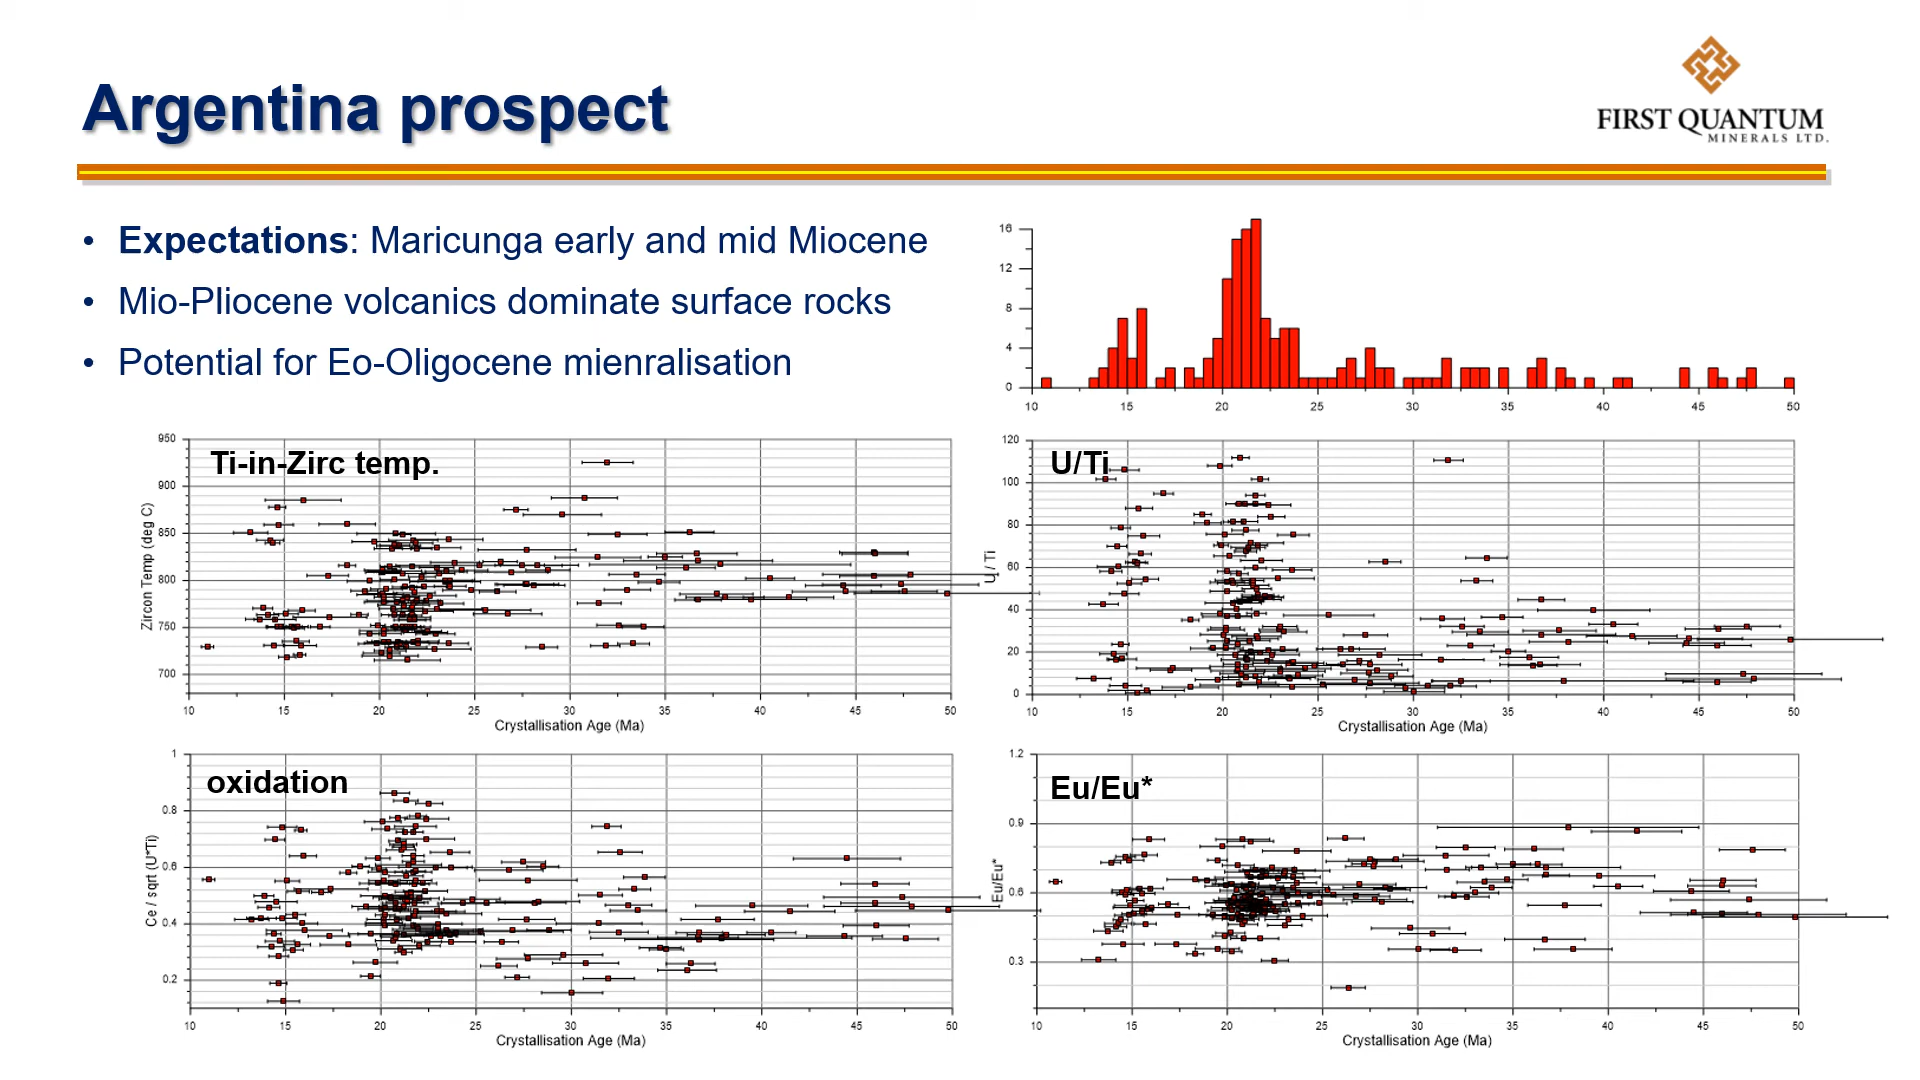 Argentina prospect
FIRST QUANTUM
MINERALS LTD.
• Expectations: Maricunga early and mid Miocene
• Mio-Pliocene volcanics dominate surface rocks
• Potential for Eo-Oligocene mienralisation
16
12
8
4
0
10 15 20 25 30 35 40 45 50
Ti-in-Zirc temp.
Zircon Temp (deg C)
950
900
850
800
750
700
10 15 20 25 30 35 40 45 50
Crystallisation Age (Ma)
U/Ti
U / Ti
120
100
80
60
40
20
0
10 15 20 25 30 35 40 45 50
Crystallisation Age (Ma)
oxidation
Ce / sqrt (U*Ti)
1
0.8
0.6
0.4
0.2
10 15 20 25 30 35 40 45 50
Crystallisation Age (Ma)
Eu/Eu*
Eu/Eu*
1.2
0.9
0.6
0.3
10 15 20 25 30 35 40 45 50
Crystallisation Age (Ma)